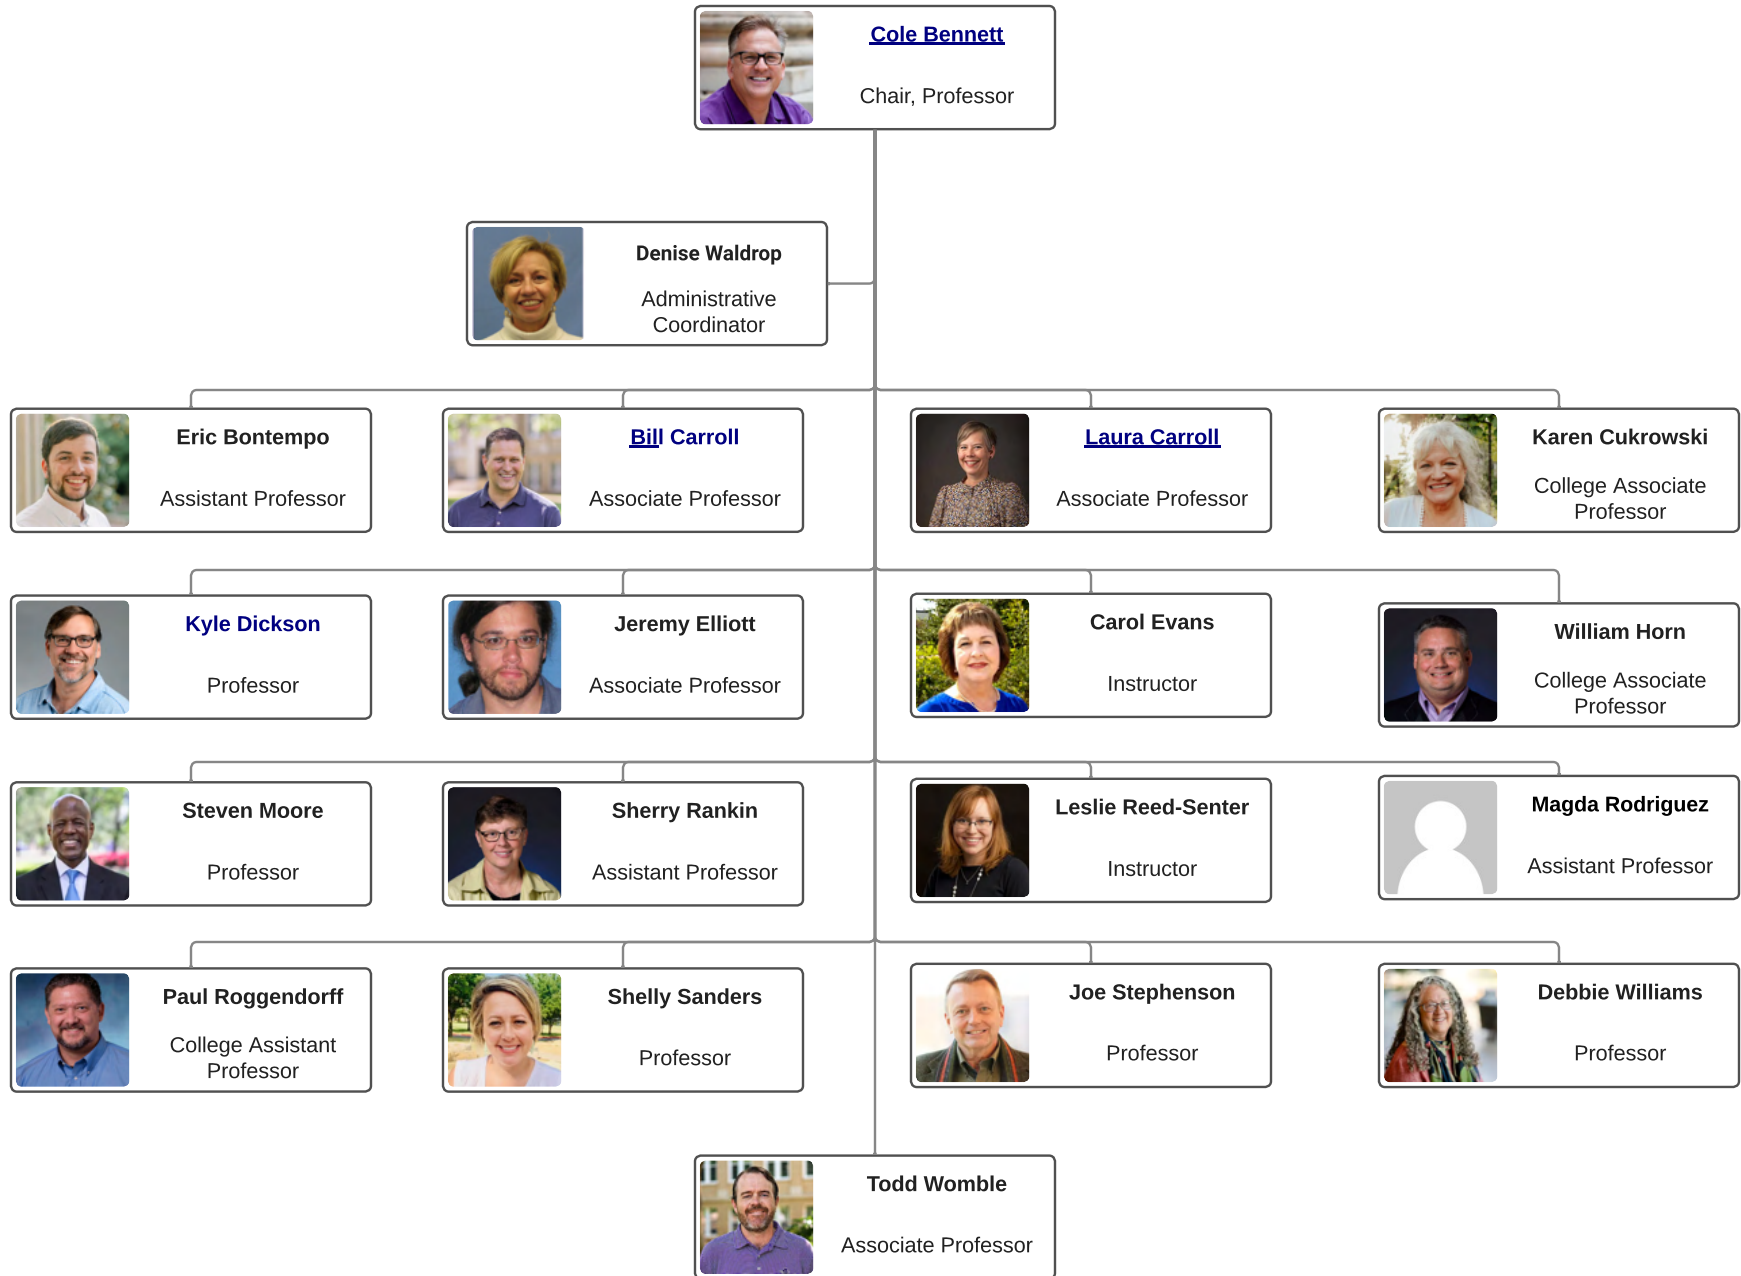 Cole Bennett
Chair, Professor
Denise Waldrop
Administrative
Coordinator
Eric Bontempo
Assistant Professor
Bill Carroll
Associate Professor
Laura Carroll
Associate Professor
Karen Cukrowski
College Associate
Professor
Kyle Dickson
Professor
Jeremy Elliott
Associate Professor
Carol Evans
Instructor
William Horn
College Associate
Professor
Steven Moore
Professor
Sherry Rankin
Assistant Professor
Leslie Reed-Senter
Instructor
Magda Rodriguez
Assistant Professor
Paul Roggendorff
College Assistant
Professor
Shelly Sanders
Professor
Joe Stephenson
Professor
Debbie Williams
Professor
Todd Womble
Associate Professor